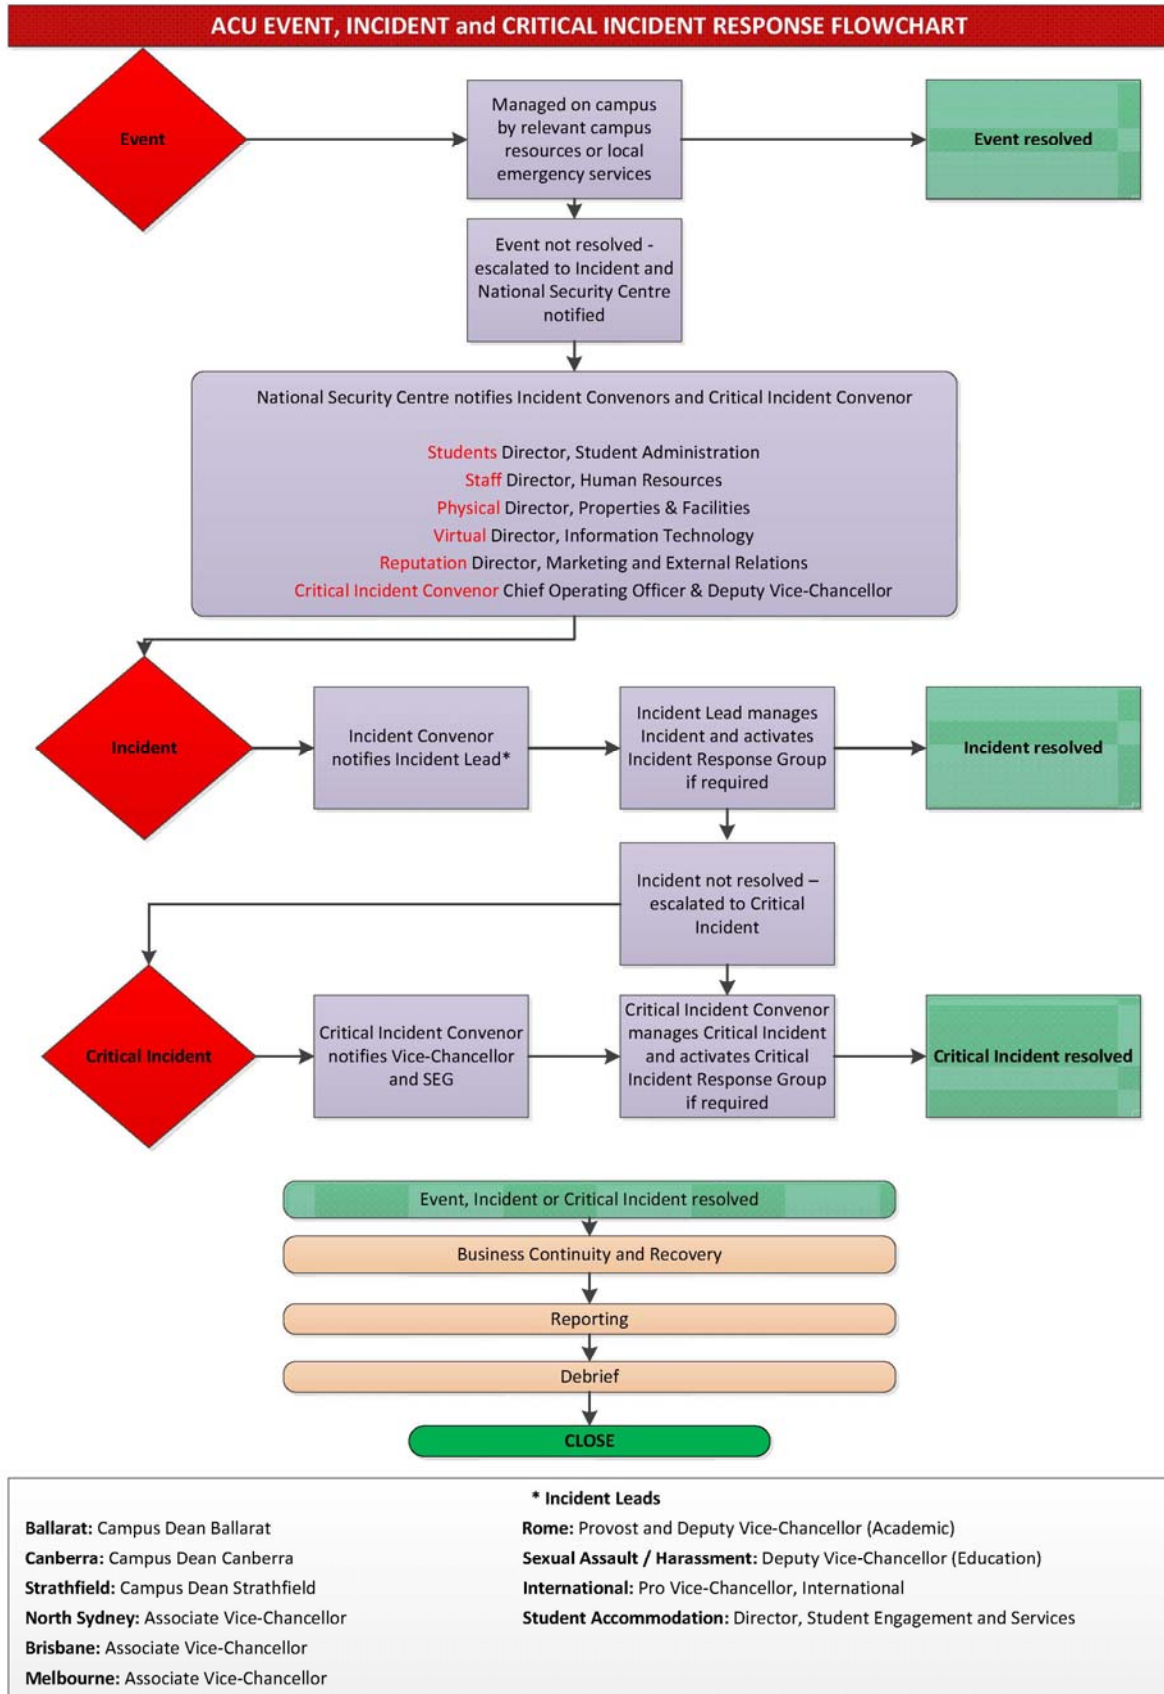 ACU EVENT, INCIDENT and CRITICAL INCIDENT RESPONSE FLOWCHART
Event
Managed on campus
by relevant campus
resources or local
emergency services
Event resolved
Event not resolved -
escalated to Incident and
National Security Centre
notified
National Security Centre notifies Incident Convenors and Critical Incident Convenor
Students Director, Student Administration
Staff Director, Human Resources
Physical Director, Properties & Facilities
Virtual Director, Information Technology
Reputation Director, Marketing and External Relations
Critical Incident Convenor Chief Operating Officer & Deputy Vice-Chancellor
Incident
Incident Convenor
notifies Incident Lead*
Incident Lead manages
Incident and activates
Incident Response Group
if required
Incident resolved
Incident not resolved –
escalated to Critical
Incident
Critical Incident
Critical Incident Convenor
notifies Vice-Chancellor
and SEG
Critical Incident Convenor
manages Critical Incident
and activates Critical
Incident Response Group
if required
Critical Incident resolved
Event, Incident or Critical Incident resolved
Business Continuity and Recovery
Reporting
Debrief
CLOSE
* Incident Leads
Ballarat: Campus Dean Ballarat
Canberra: Campus Dean Canberra
Strathfield: Campus Dean Strathfield
North Sydney: Associate Vice-Chancellor
Brisbane: Associate Vice-Chancellor
Melbourne: Associate Vice-Chancellor
Rome: Provost and Deputy Vice-Chancellor (Academic)
Sexual Assault / Harassment: Deputy Vice-Chancellor (Education)
International: Pro Vice-Chancellor, International
Student Accommodation: Director, Student Engagement and Services